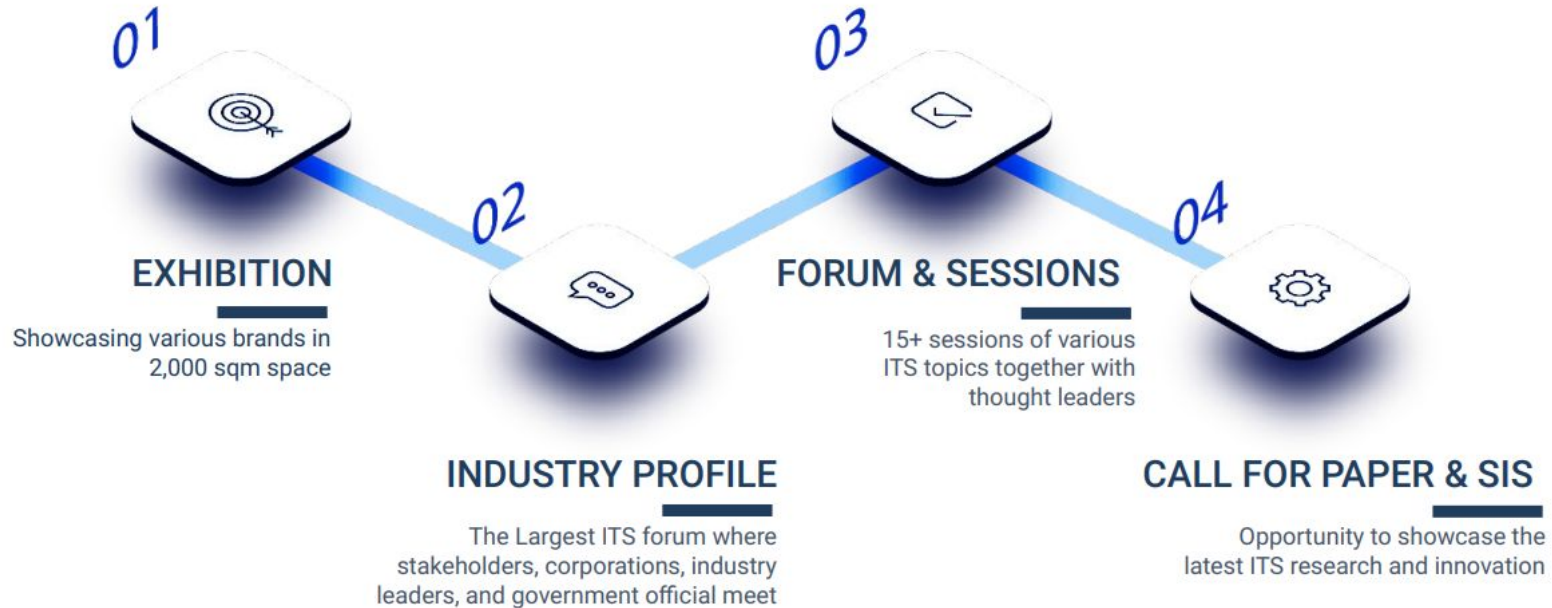 01
EXHIBITION
Showcasing various brands in
2,000 sqm space
02
INDUSTRY PROFILE
The Largest ITS forum where
stakeholders, corporations, industry
leaders, and government official meet
03
FORUM & SESSIONS
15+ sessions of various
ITS topics together with
thought leaders
04
CALL FOR PAPER & SIS
Opportunity to showcase the
latest ITS research and innovation